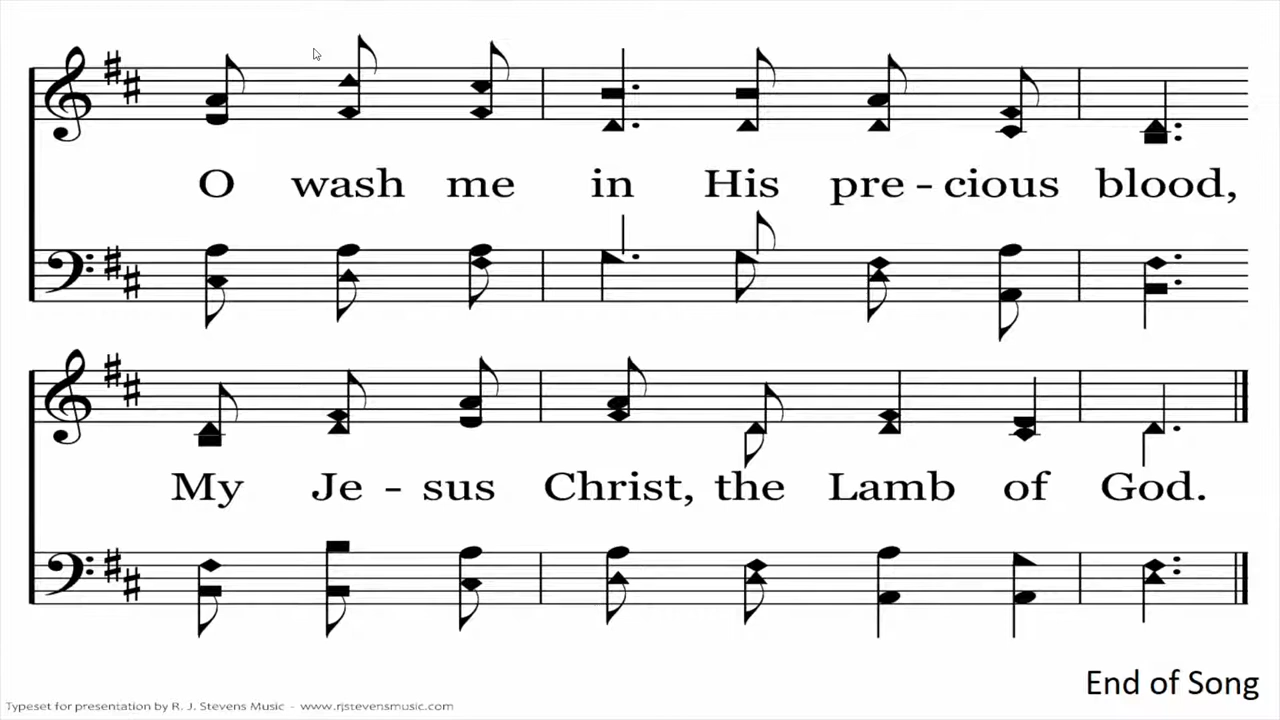 O wash me in His pre - cious blood,
My Je - sus Christ, the Lamb of God.
End of Song
Typeset for presentation by R. J. Stevens Music - www.rjstevensmusic.com